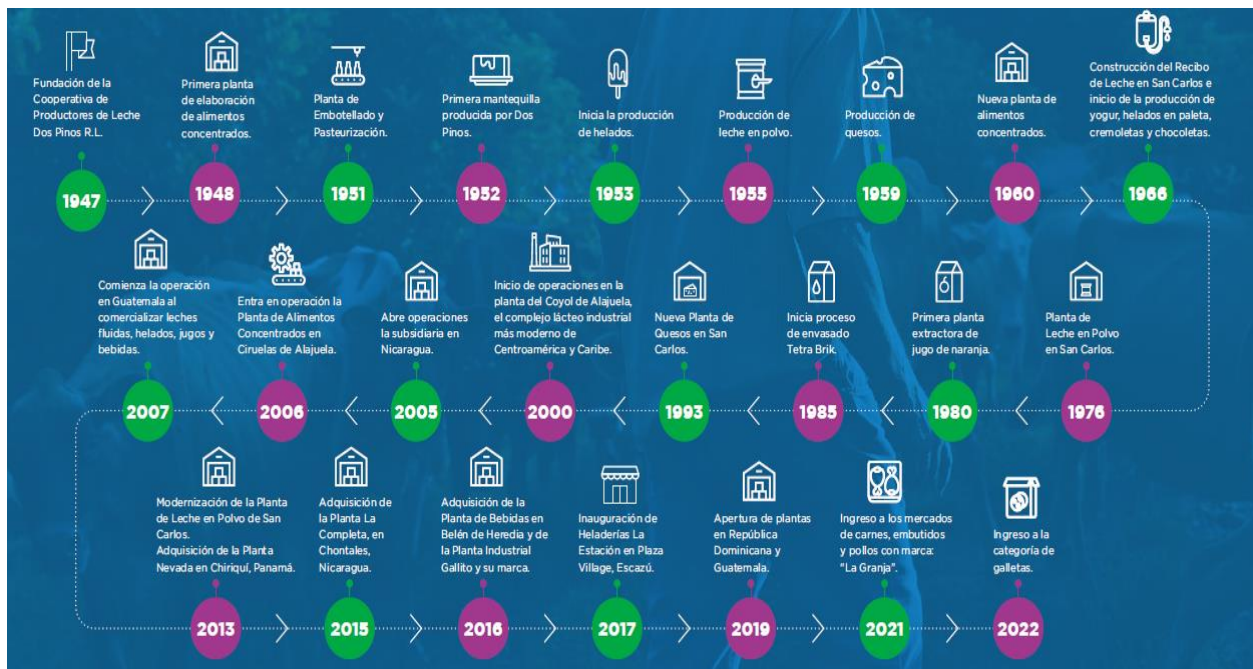 Fundación de la
Cooperativa de
Productores de Leche
Dos Pinos R.L.
1947
Primera planta
de elaboración
de alimentos
concentrados.
1948
Planta de
Embotellado y
Pasteurización.
1951
Primera mantequilla
producida por Dos
Pinos.
1952
Inicia la producción
de helados.
1953
Producción de
leche en polvo.
1955
Producción de
quesos.
1959
Nueva planta de
alimentos
concentrados.
1960
Construcción del Recibo
de Leche en San Carlos e
inicio de la producción de
yogur, helados en paleta,
cremoletas y chocoletas.
1966
Planta de
Leche en Polvo
en San Carlos.
1976
Primera planta
extractora de
jugo de naranja.
1980
Inicia proceso
de envasado
Tetra Brik.
1985
Nueva Planta de
Quesos en San
Carlos.
1993
Inicio de operaciones en la
planta del Coyol de Alajuela,
el complejo lácteo industrial
más moderno de
Centroamérica y Caribe.
2000
Abre operaciones
la subsidiaria en
Nicaragua.
2005
Entra en operación la
Planta de Alimentos
Concentrados en
Ciruelas de Alajuela.
2006
Comienza la operación
en Guatemala al
comercializar leches
fluidas, helados, jugos y
bebidas.
2007
Modernización de la Planta
de Leche en Polvo de San
Carlos.
Adquisición de la Planta
Nevada en Chiriquí, Panamá.
2013
Adquisición de
la Planta La
Completa, en
Chontales,
Nicaragua.
2015
Adquisición de la
Planta de Bebidas en
Belén de Heredia y de
la Planta Industrial
Gallito y su marca.
2016
Inauguración de
Heladerías La
Estación en Plaza
Village, Escazú.
2017
Apertura de plantas
en República
Dominicana y
Guatemala.
2019
Ingreso a los mercados
de carnes, embutidos
y pollos con marca:
“La Granja”.
2021
Ingreso a la
categoría de
galletas.
2022